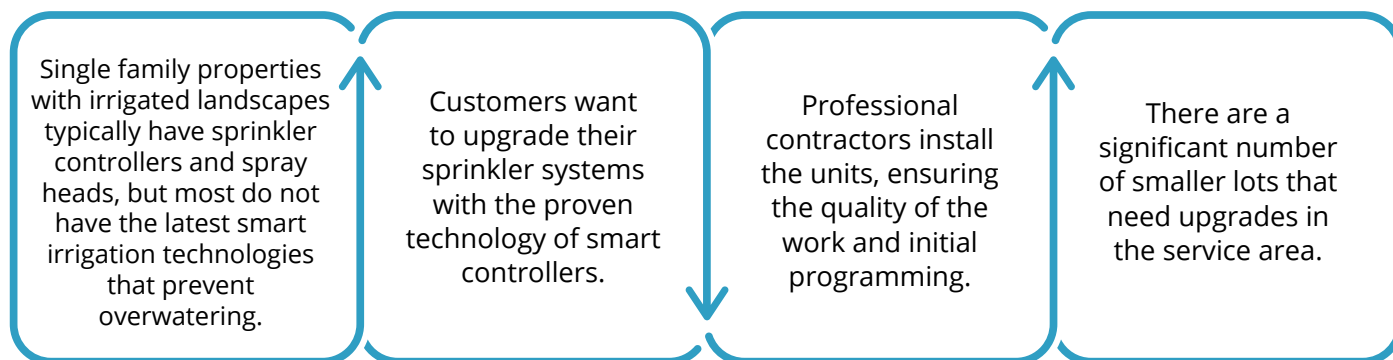 Single family properties
with irrigated landscapes
typically have sprinkler
controllers and spray
heads, but most do not
have the latest smart
irrigation technologies
that prevent
overwatering.
Customers want
to upgrade their
sprinkler systems
with the proven
technology of smart
controllers.
Professional
contractors install
the units, ensuring
the quality of the
work and initial
programming.
There are a
significant number
of smaller lots that
need upgrades in
the service area.